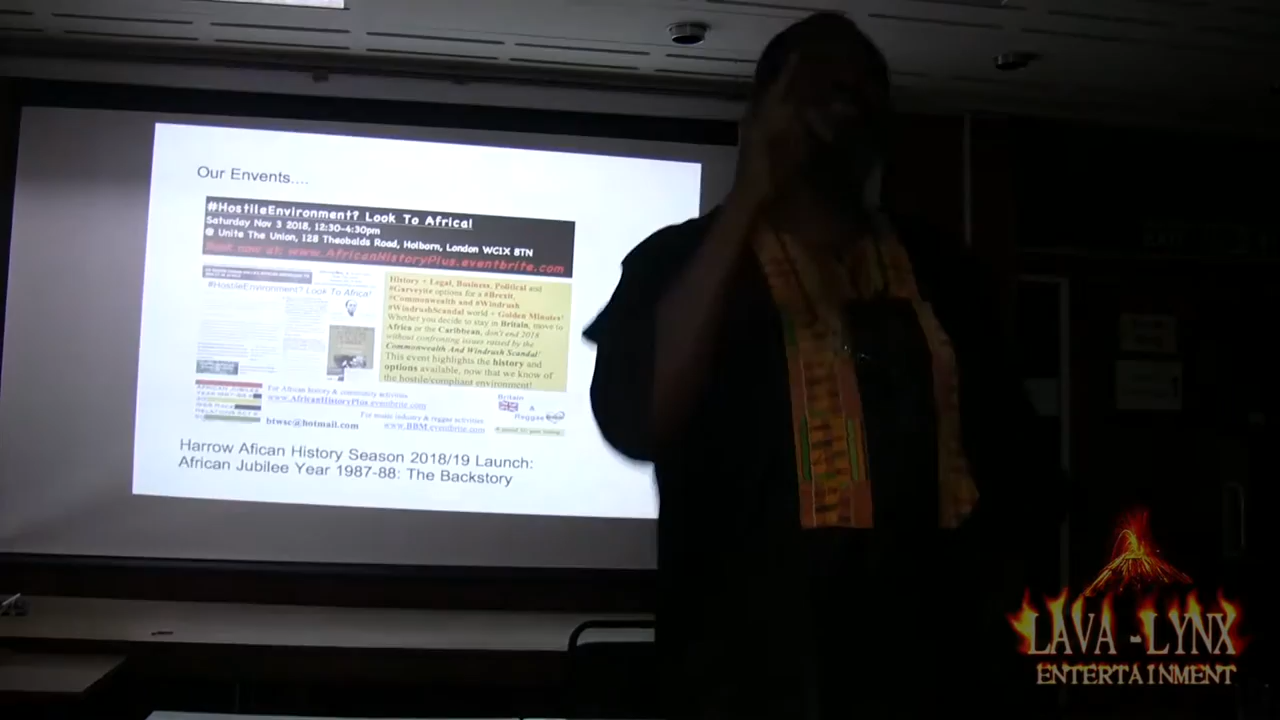 Our Envents....
#HostileEnvironment? Look To Africa!
Saturday Nov 3 2018, 12:30-4:30pm
@ Unite The Union, 128 Theobalds Road, Holborn, London WC1X 8TN
Book now at: www.AfricanHistoryPlus.eventbrite.com
#HostileEnvironment? Look To Africa!
History + Legal, Business, Political and
#Garveyite options for a #Brexit,
#Commonwealth and #Windrush
#WindrushScandal world + Golden Minutes!
Whether you decide to stay in Britain, move to
Africa or the Caribbean, don't end 2018
without confronting issues raised by the
Commonwealth And Windrush Scandal!
This event highlights the history and
options available, now that we know of
the hostile/compliant environment!
AFRICAN JUBILEE
YEAR 1987-88
For African history & community activities
www.AfricanHistoryPlus.eventbrite.com
btwsc@hotmail.com
For music industry & reggae activities
www.BBM.eventbrite.com
Britain
&
Reggae
Harrow Afican History Season 2018/19 Launch:
African Jubilee Year 1987-88: The Backstory
LAVA-LYNX
ENTERTAINMENT